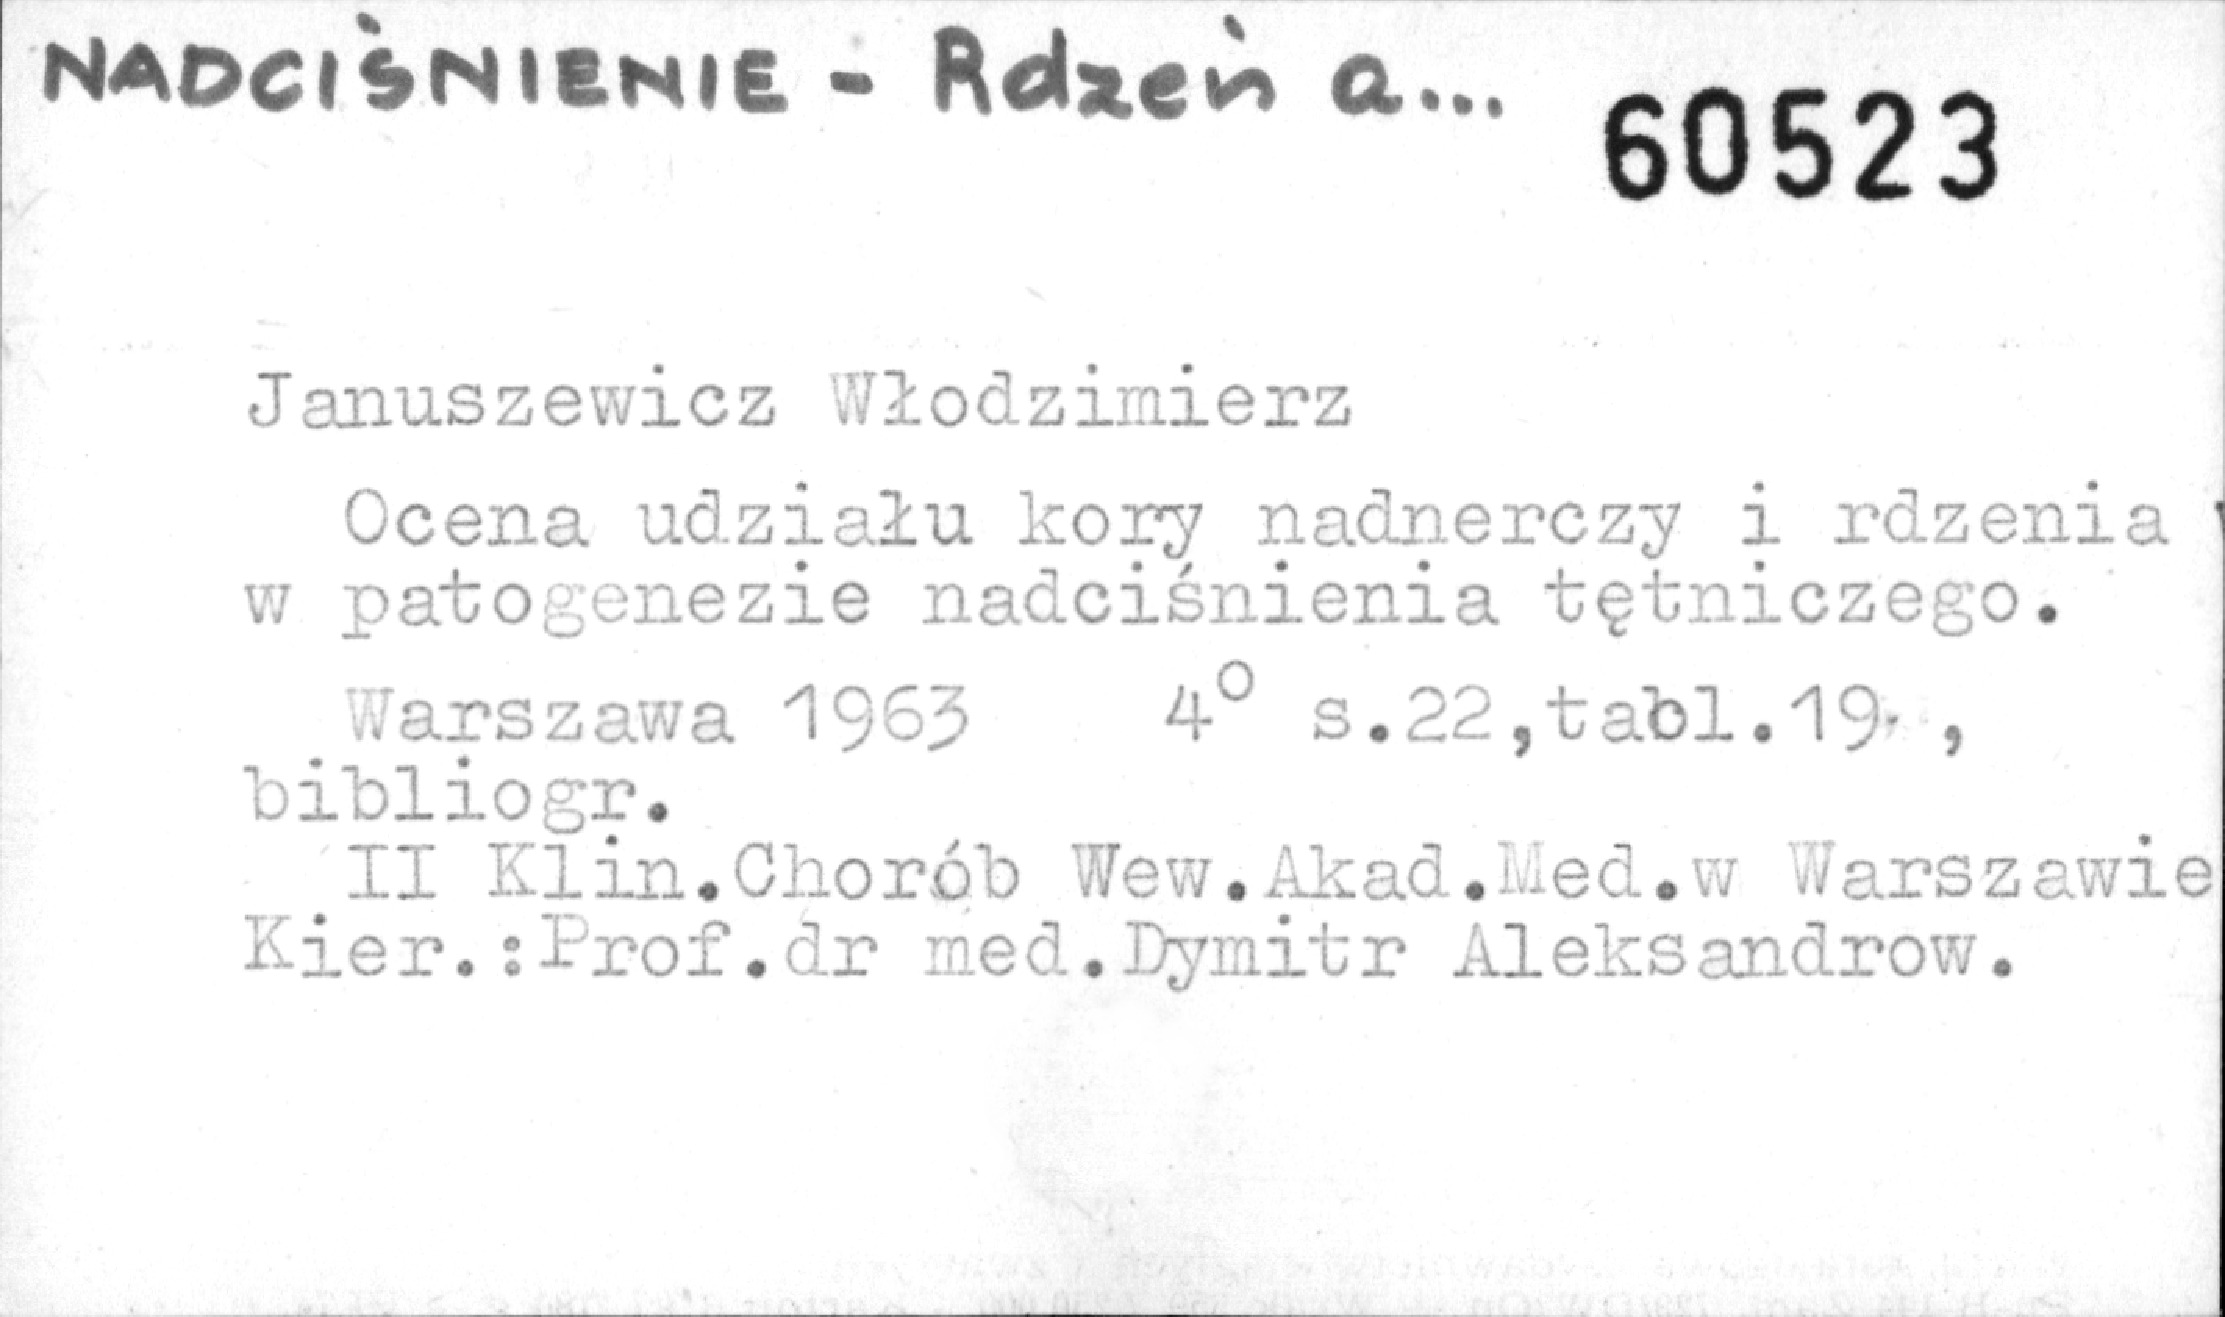 NADCIŚNIENIE - Rdzeń a...
60523
Januszewicz Włodzimierz
Ocena udziału kory nadnerczy i rdzenia
w patogenezie nadciśnienia tętniczego.
Warszawa 1963 4° s.22,tabl.19 ,
bibliogr.
II Klin.Chorób Wew.Akad.Med.w Warszawie
Kier.:Prof.dr med.Dymitr Aleksandrow.